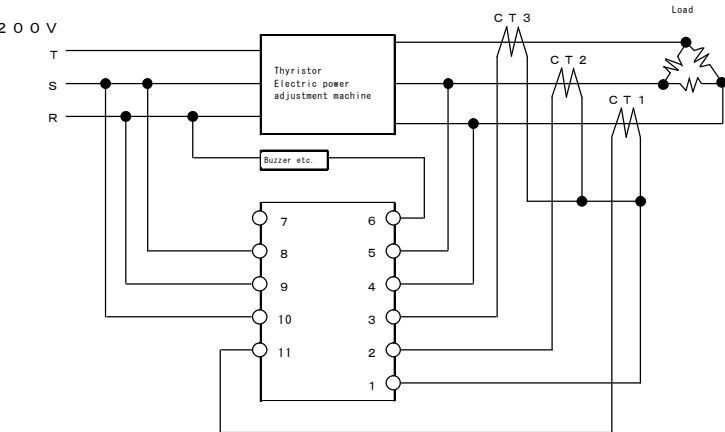 200V
T
S
R
Thyristor
Electric power
adjustment machine
CT3
CT2
CT1
Load
Buzzer etc.
7
8
9
10
11
6
5
4
3
2
1